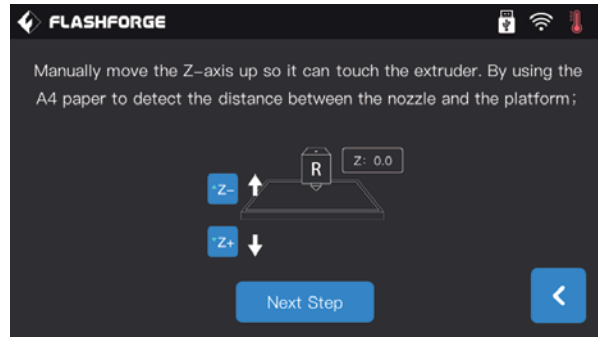 FLASHFORGE
Manually move the Z-axis up so it can touch the extruder. By using the
A4 paper to detect the distance between the nozzle and the platform;
R
Z: 0.0
Z-
Z+
Next Step